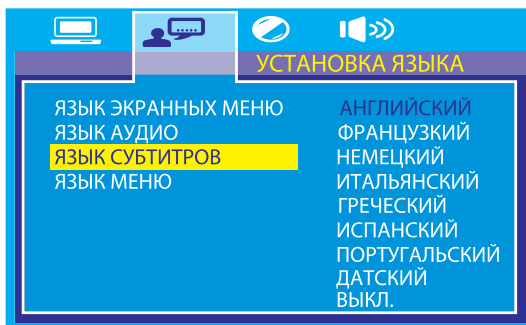 УСТАНОВКА ЯЗЫКА
ЯЗЫК ЭКРАННЫХ МЕНЮ
ЯЗЫК АУДИО
ЯЗЫК СУБТИТРОВ
ЯЗЫК МЕНЮ
АНГЛИЙСКИЙ
ФРАНЦУЗКИЙ
НЕМЕЦКИЙ
ИТАЛЬЯНСКИЙ
ГРЕЧЕСКИЙ
ИСПАНСКИЙ
ПОРТУГАЛЬСКИЙ
ДАТСКИЙ
ВЫКЛ.